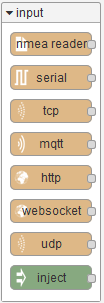 input
nmea reader
serial
tcp
mqtt
http
websocket
udp
inject